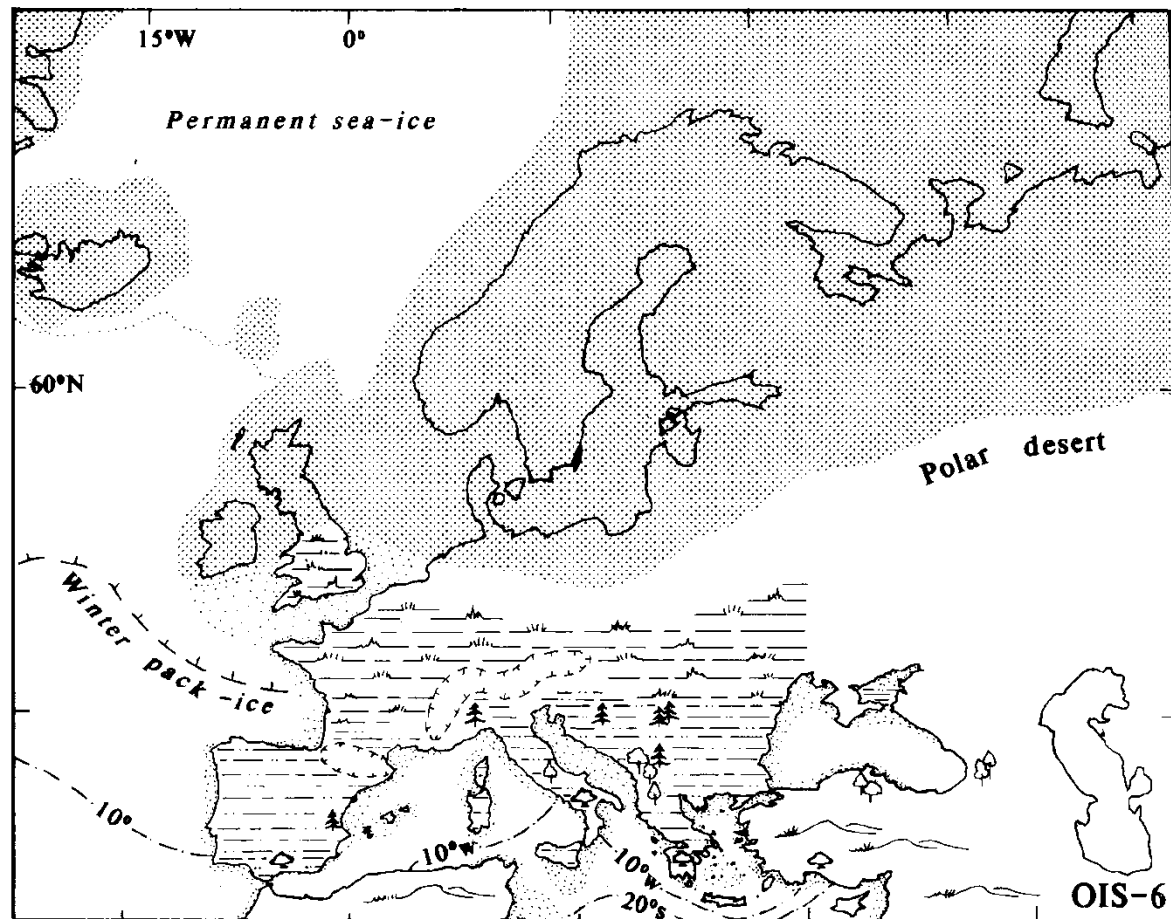 15°W
0°
Permanent sea-ice
60°N
Polar desert
Winter pack-ice
10°
10°w
10°w
20°s
OIS-6